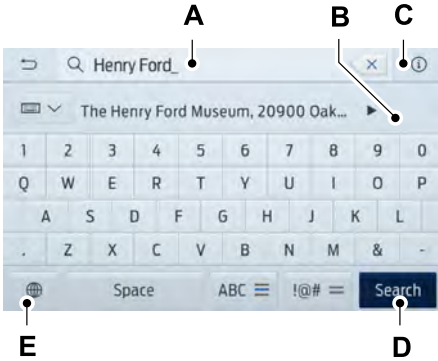 A
B
C
Henry Ford_
The Henry Ford Museum, 20900 Oak...
1 2 3 4 5 6 7 8 9 0
Q W E R T Y U I O P
A S D F G H J K L
. Z X C V B N M & -
Space ABC !@# Search
E
D